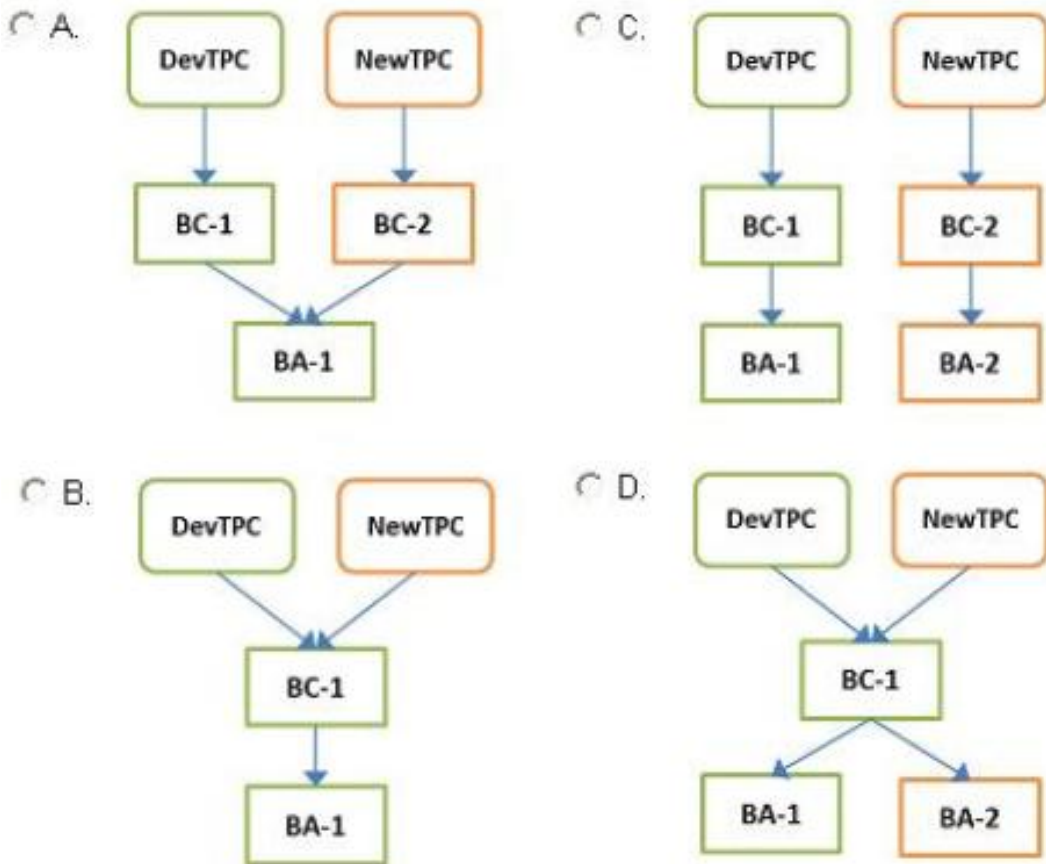 A.
DevTPC
NewTPC
BC-1
BC-2
BA-1
C.
DevTPC
NewTPC
BC-1
BC-2
BA-1
BA-2
B.
DevTPC
NewTPC
BC-1
BA-1
D.
DevTPC
NewTPC
BC-1
BA-1
BA-2